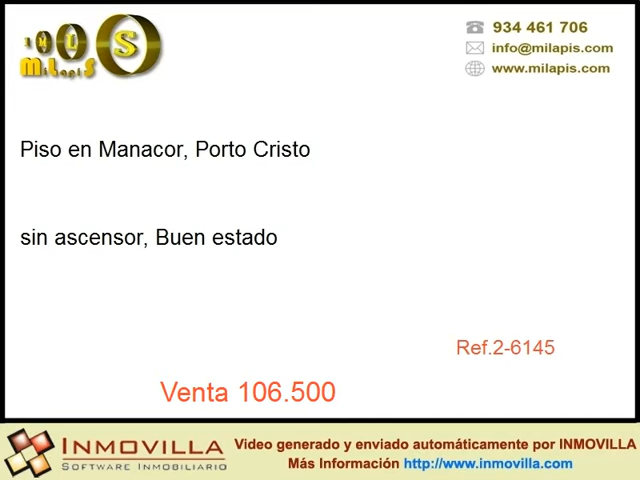 1000 S
MiLapiS
934 461 706
info@milapis.com
www.milapis.com
Piso en Manacor, Porto Cristo
sin ascensor, Buen estado
Ref.2-6145
Venta 106.500
INMOVILLA
SOFTWARE INMOBILIARIO
Video generado y enviado automáticamente por INMOVILLA
Más Información http://www.inmovilla.com